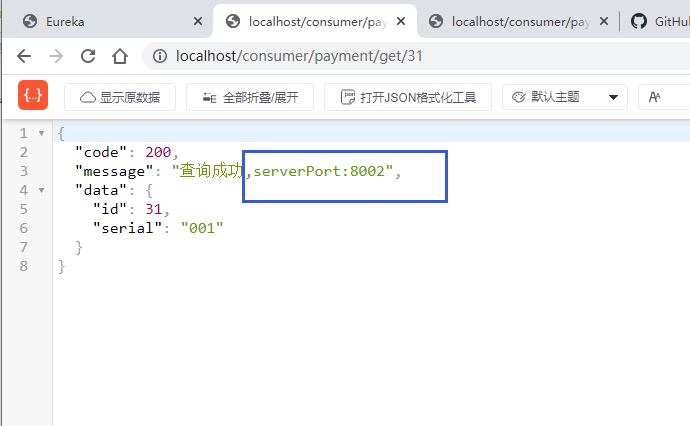 Eureka
localhost/consumer/pay
localhost/consumer/pay
GitHu
localhost/consumer/payment/get/31
{..}
显示原数据
全部折叠/展开
打开JSON格式化工具
默认主题
AA
1 {
2 "code": 200,
3 "message": "查询成功,serverPort:8002",
4 "data": {
5 "id": 31,
6 "serial": "001"
7 }
8 }